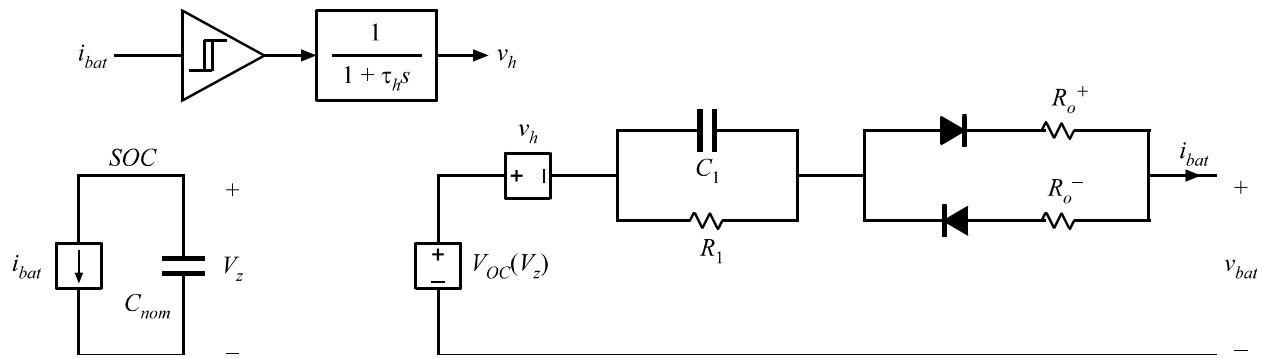 i_bat
1
1 + τ_h s
v_h
SOC
+
i_bat
V_z
C_nom
−
v_h
+ −
C_1
R_1
+
−
V_OC(V_z)
R_o^+
R_o^−
i_bat
+
v_bat
−